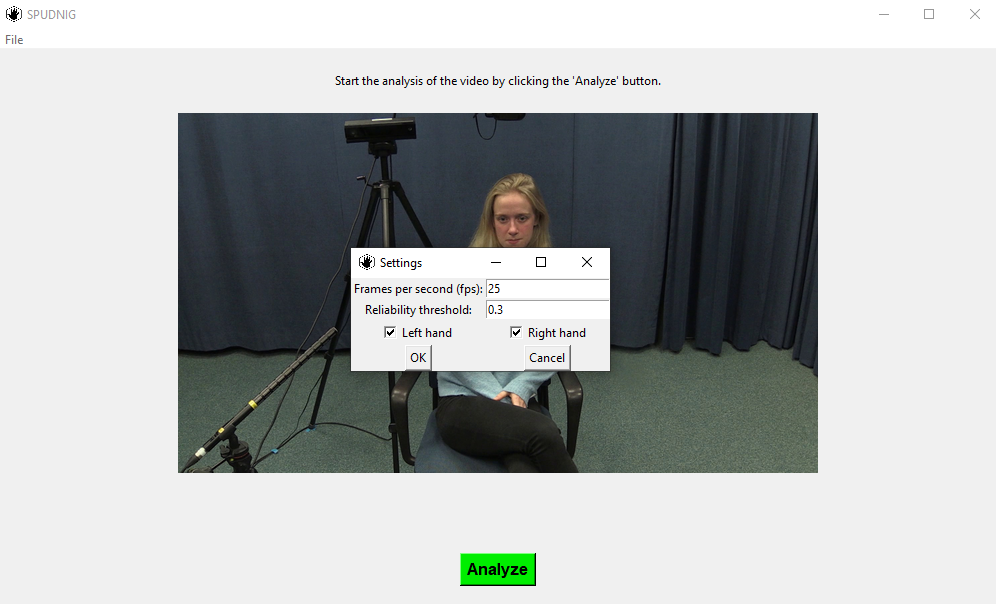 SPUDNIG
File
Start the analysis of the video by clicking the 'Analyze' button.
Settings
Frames per second (fps): 25
Reliability threshold: 0.3
Left hand Right hand
OK Cancel
Analyze